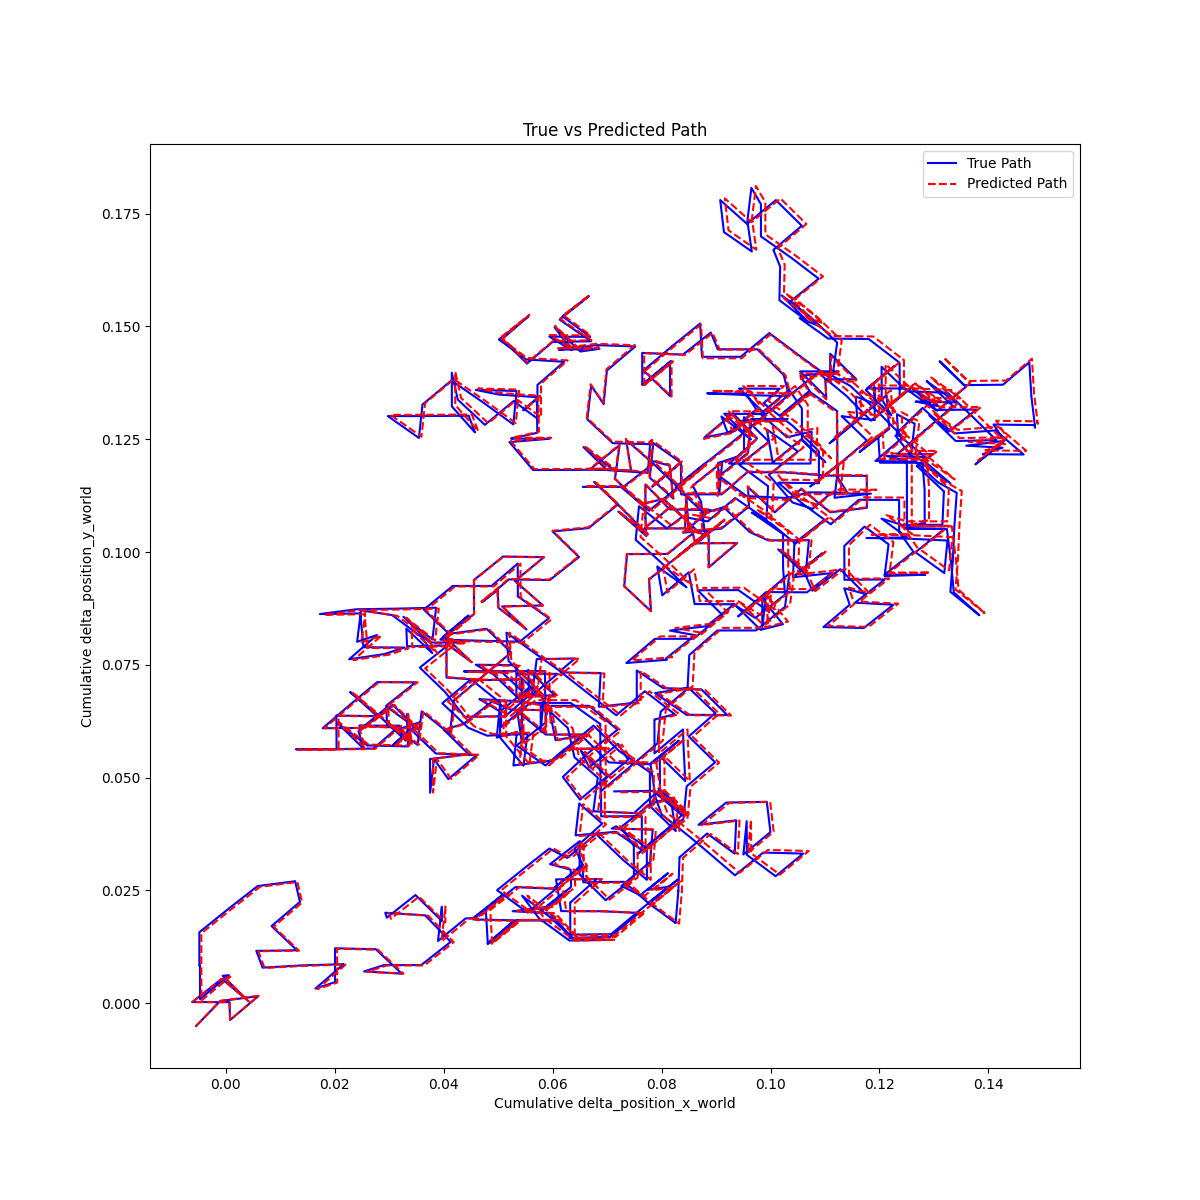 True vs Predicted Path
True Path
Predicted Path
0.175
0.150
0.125
0.100
0.075
0.050
0.025
0.000
Cumulative delta_position_y_world
0.00 0.02 0.04 0.06 0.08 0.10 0.12 0.14
Cumulative delta_position_x_world